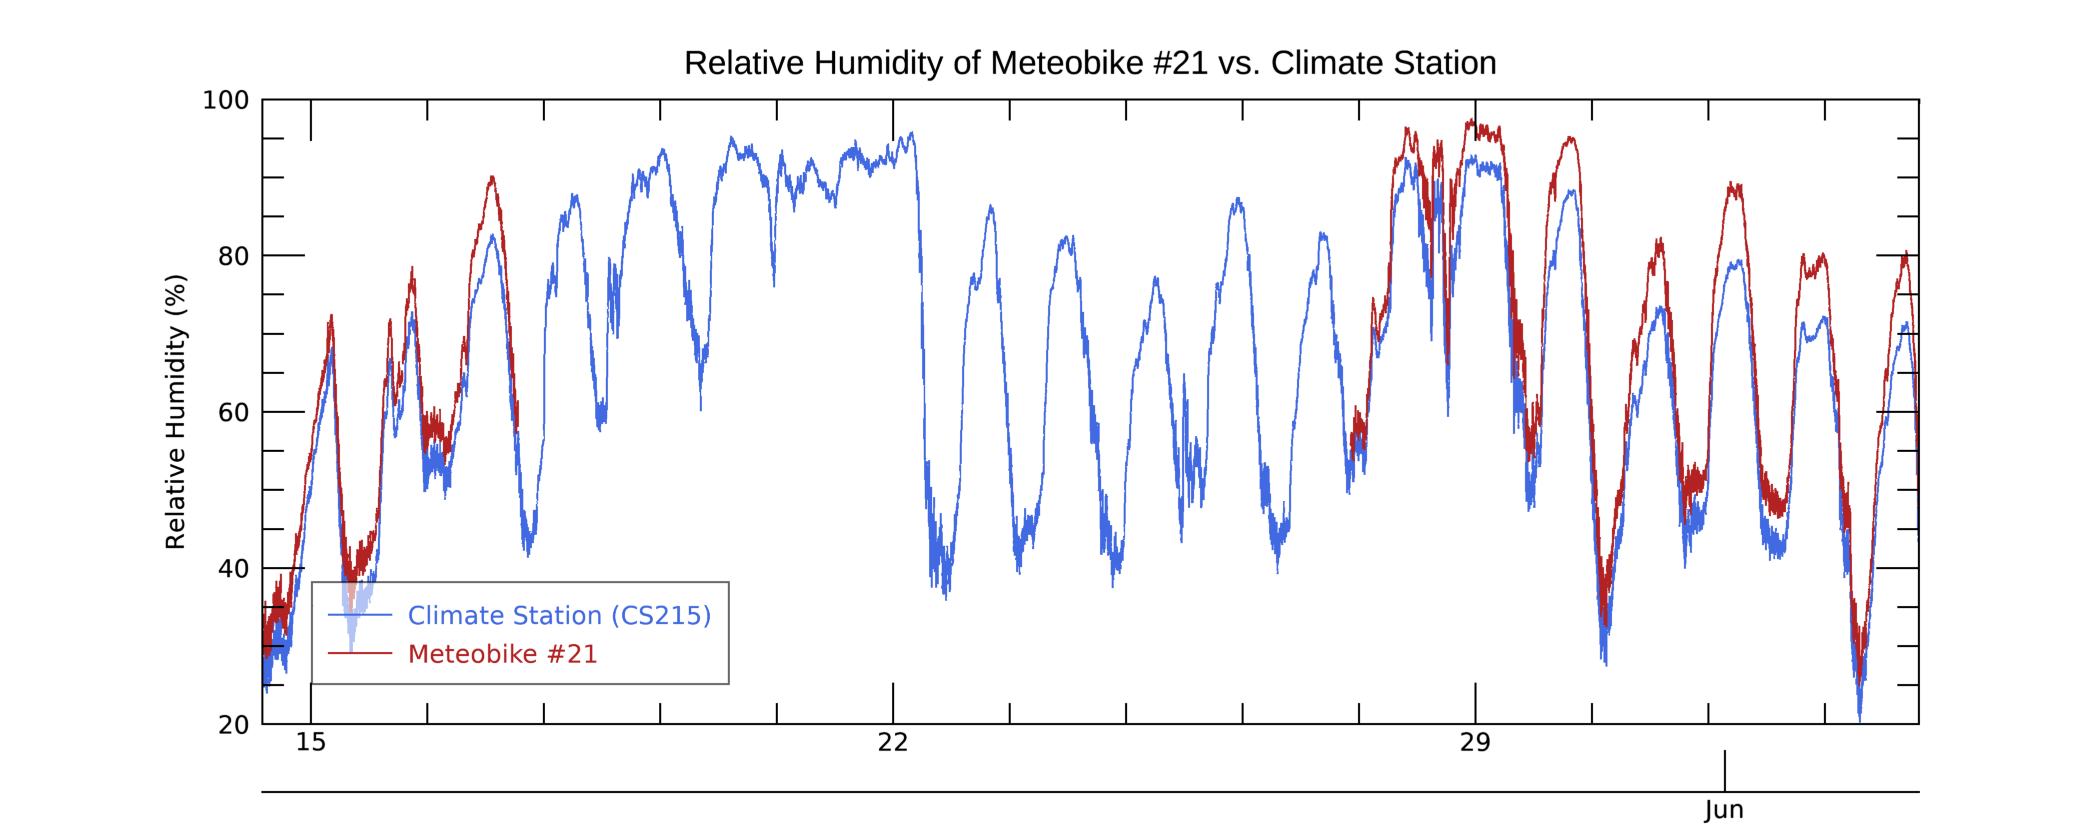 Relative Humidity of Meteobike #21 vs. Climate Station
Relative Humidity (%)
100
80
60
40
20
Climate Station (CS215)
Meteobike #21
15
22
29
Jun